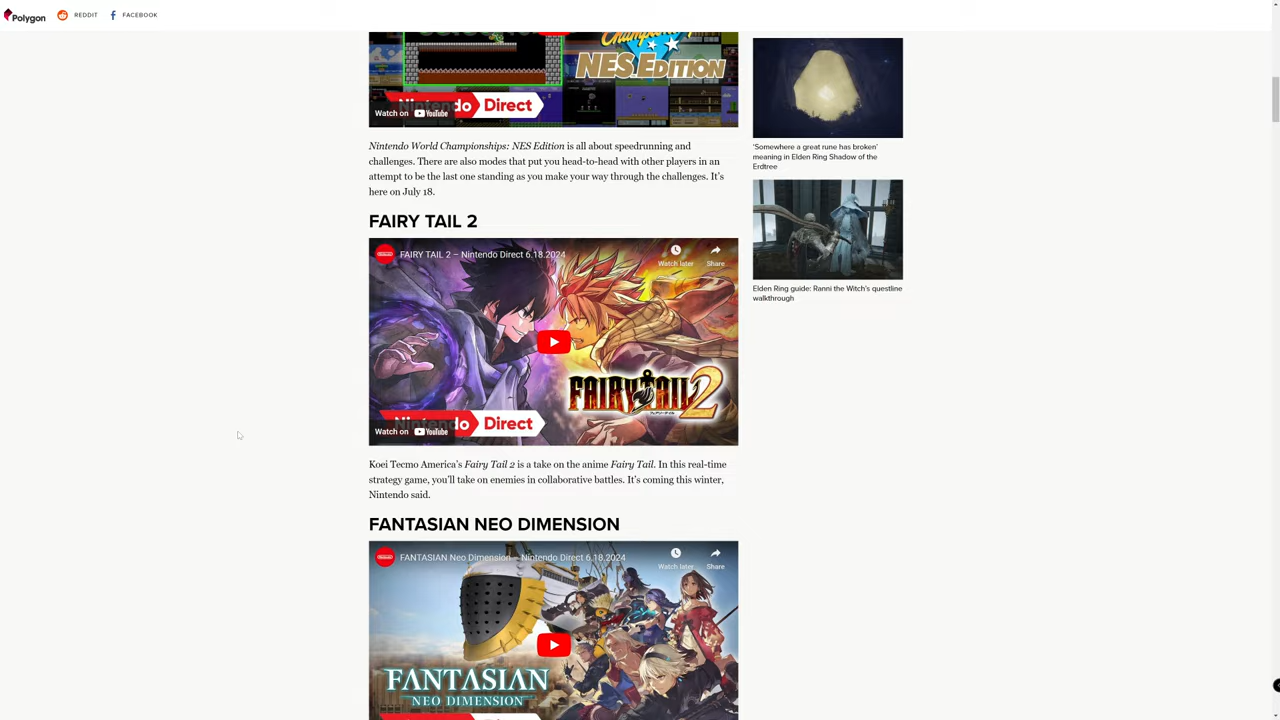 Polygon
REDDIT
FACEBOOK
NES EDITION
Nintendo Direct
Watch on YouTube
Nintendo World Championships: NES Edition is all about speedrunning and
challenges. There are also modes that put you head-to-head with other players in an
attempt to be the last one standing as you make your way through the challenges. It’s
here on July 18.
FAIRY TAIL 2
FAIRY TAIL 2 – Nintendo Direct 6.18.2024
Watch later
Share
FAIRY TAIL 2
Nintendo Direct
Watch on YouTube
Koei Tecmo America’s Fairy Tail 2 is a take on the anime Fairy Tail. In this real-time
strategy game, you’ll take on enemies in collaborative battles. It’s coming this winter,
Nintendo said.
FANTASIAN NEO DIMENSION
FANTASIAN Neo Dimension – Nintendo Direct 6.18.2024
Watch later
Share
FANTASIAN
NEO DIMENSION
‘Somewhere a great rune has broken’
meaning in Elden Ring Shadow of the
Erdtree
Elden Ring guide: Ranni the Witch’s questline
walkthrough